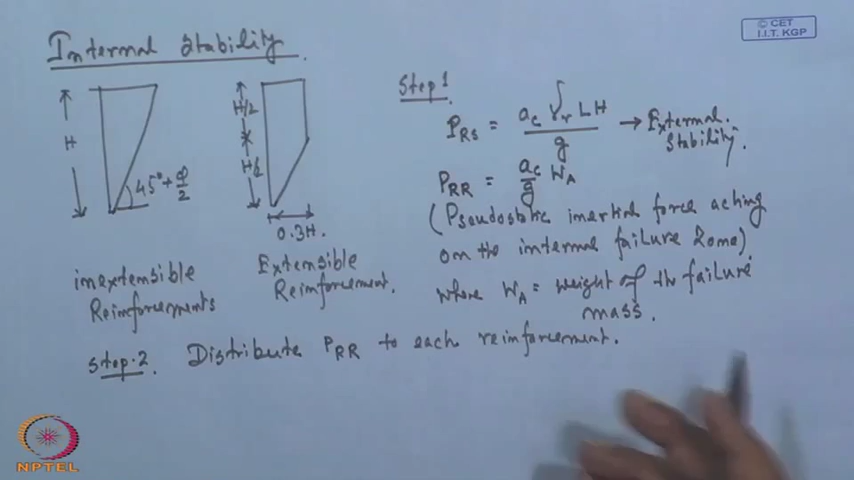 © CET
I.I.T. KGP
Internal Stability
H
45°+φ/2
inextensible
Reinforcements
H/2
H/2
0.3H.
Extensible
Reinforcement.
Step 1
P_RS = a_c γ_r LH / g → External Stability.
P_RR = a_c/g W_A
(Pseudostatic inertial force acting
on the internal failure Zone)
where W_A = weight of the failure
mass.
Step.2 Distribute P_RR to each reinforcement.
NPTEL